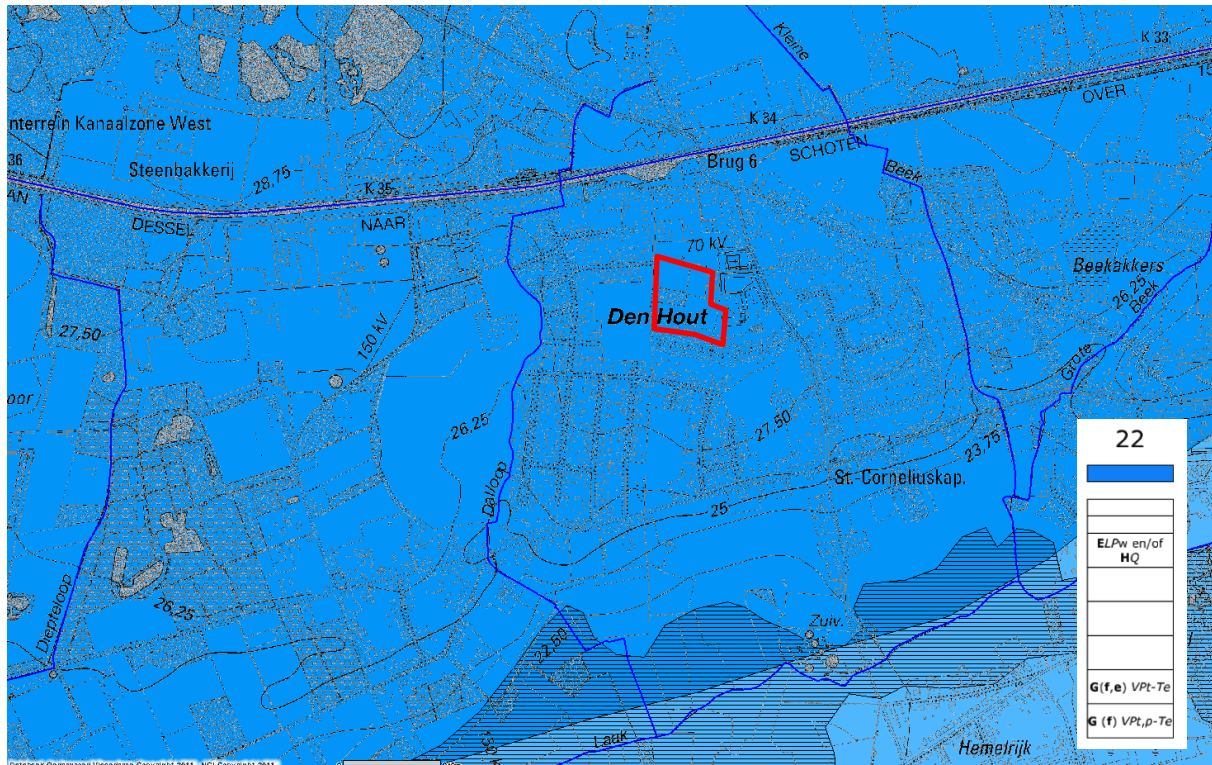 Kleine
K 33
OVER
nterrein Kanaalzone West
K 34
Steenbakkerij
Brug 6
SCHOTEN
36
28,75
K 35
Beek
AN
DESSEL
NAAR
70 kV
Beekakkers
26,25
Beek
Den Hout
27,50
150 kV
Grote
oor
26,25
27,50
23,75
22
St.-Corneliuskap.
Dalloop
25
ELPw en/of
HQ
Diepteloop
26,25
Zuiv.
22,50
G(f,e) VPt-Te
G (f) VPt,p-Te
Lauk
Hemelrijk